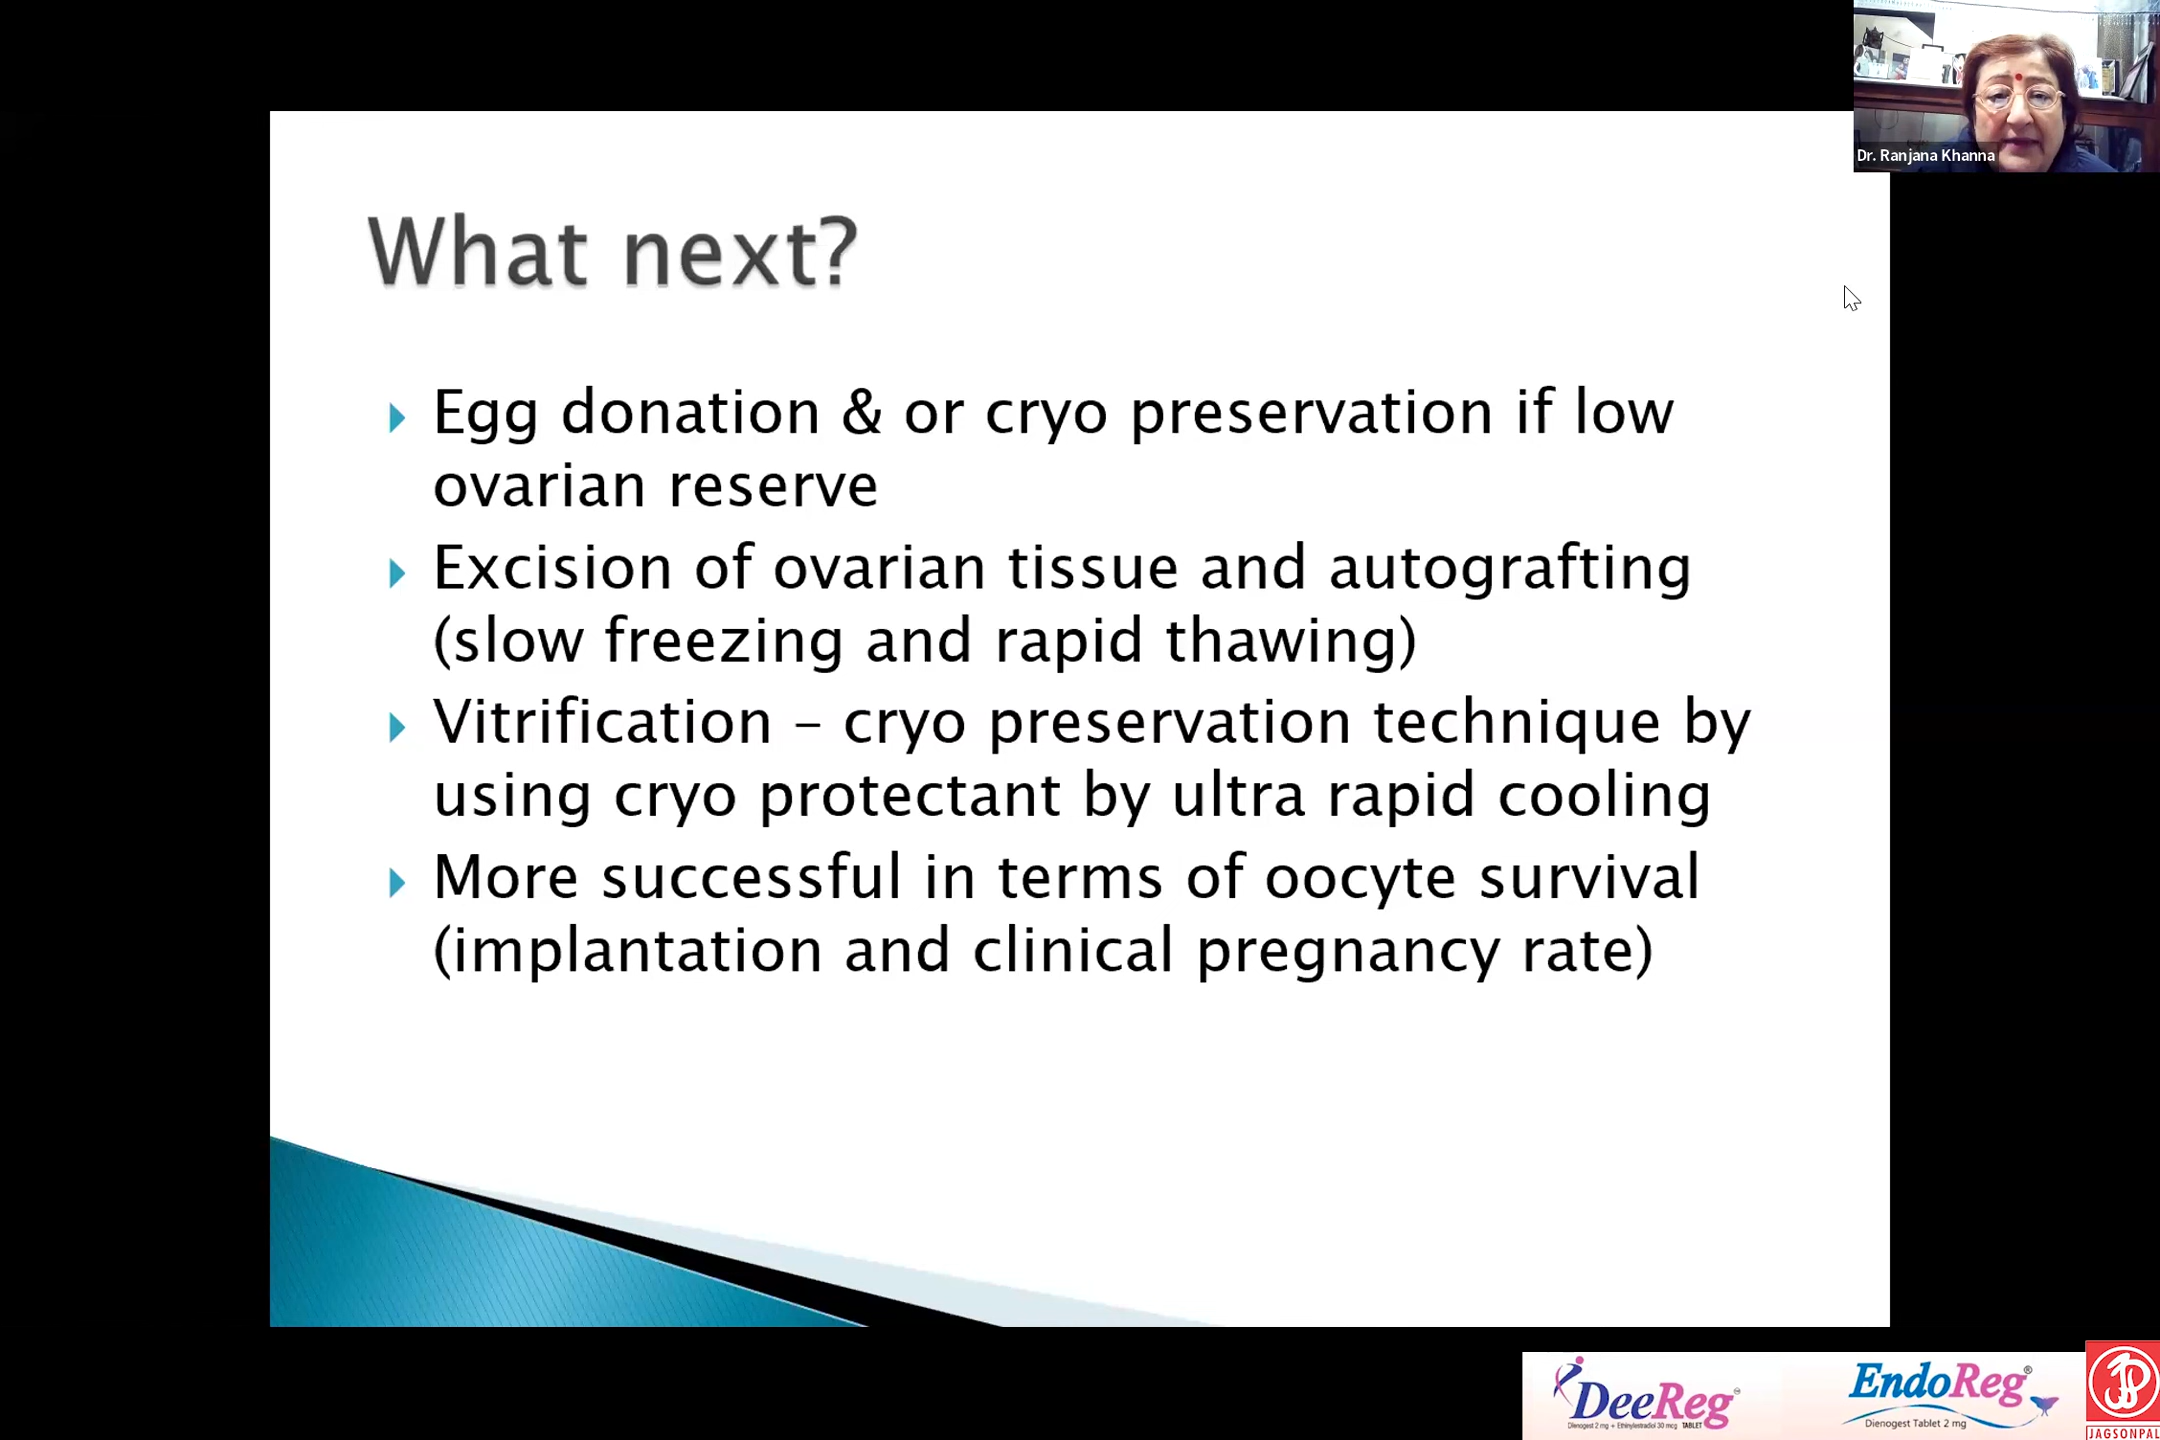 Dr. Ranjana Khanna
What next?
Egg donation & or cryo preservation if low
ovarian reserve
Excision of ovarian tissue and autografting
(slow freezing and rapid thawing)
Vitrification – cryo preservation technique by
using cryo protectant by ultra rapid cooling
More successful in terms of oocyte survival
(implantation and clinical pregnancy rate)
DeeReg™
Dienogest 2 mg + Ethinylestradiol 30 mcg TABLET
EndoReg®
Dienogest Tablet 2 mg
JAGSONPAL